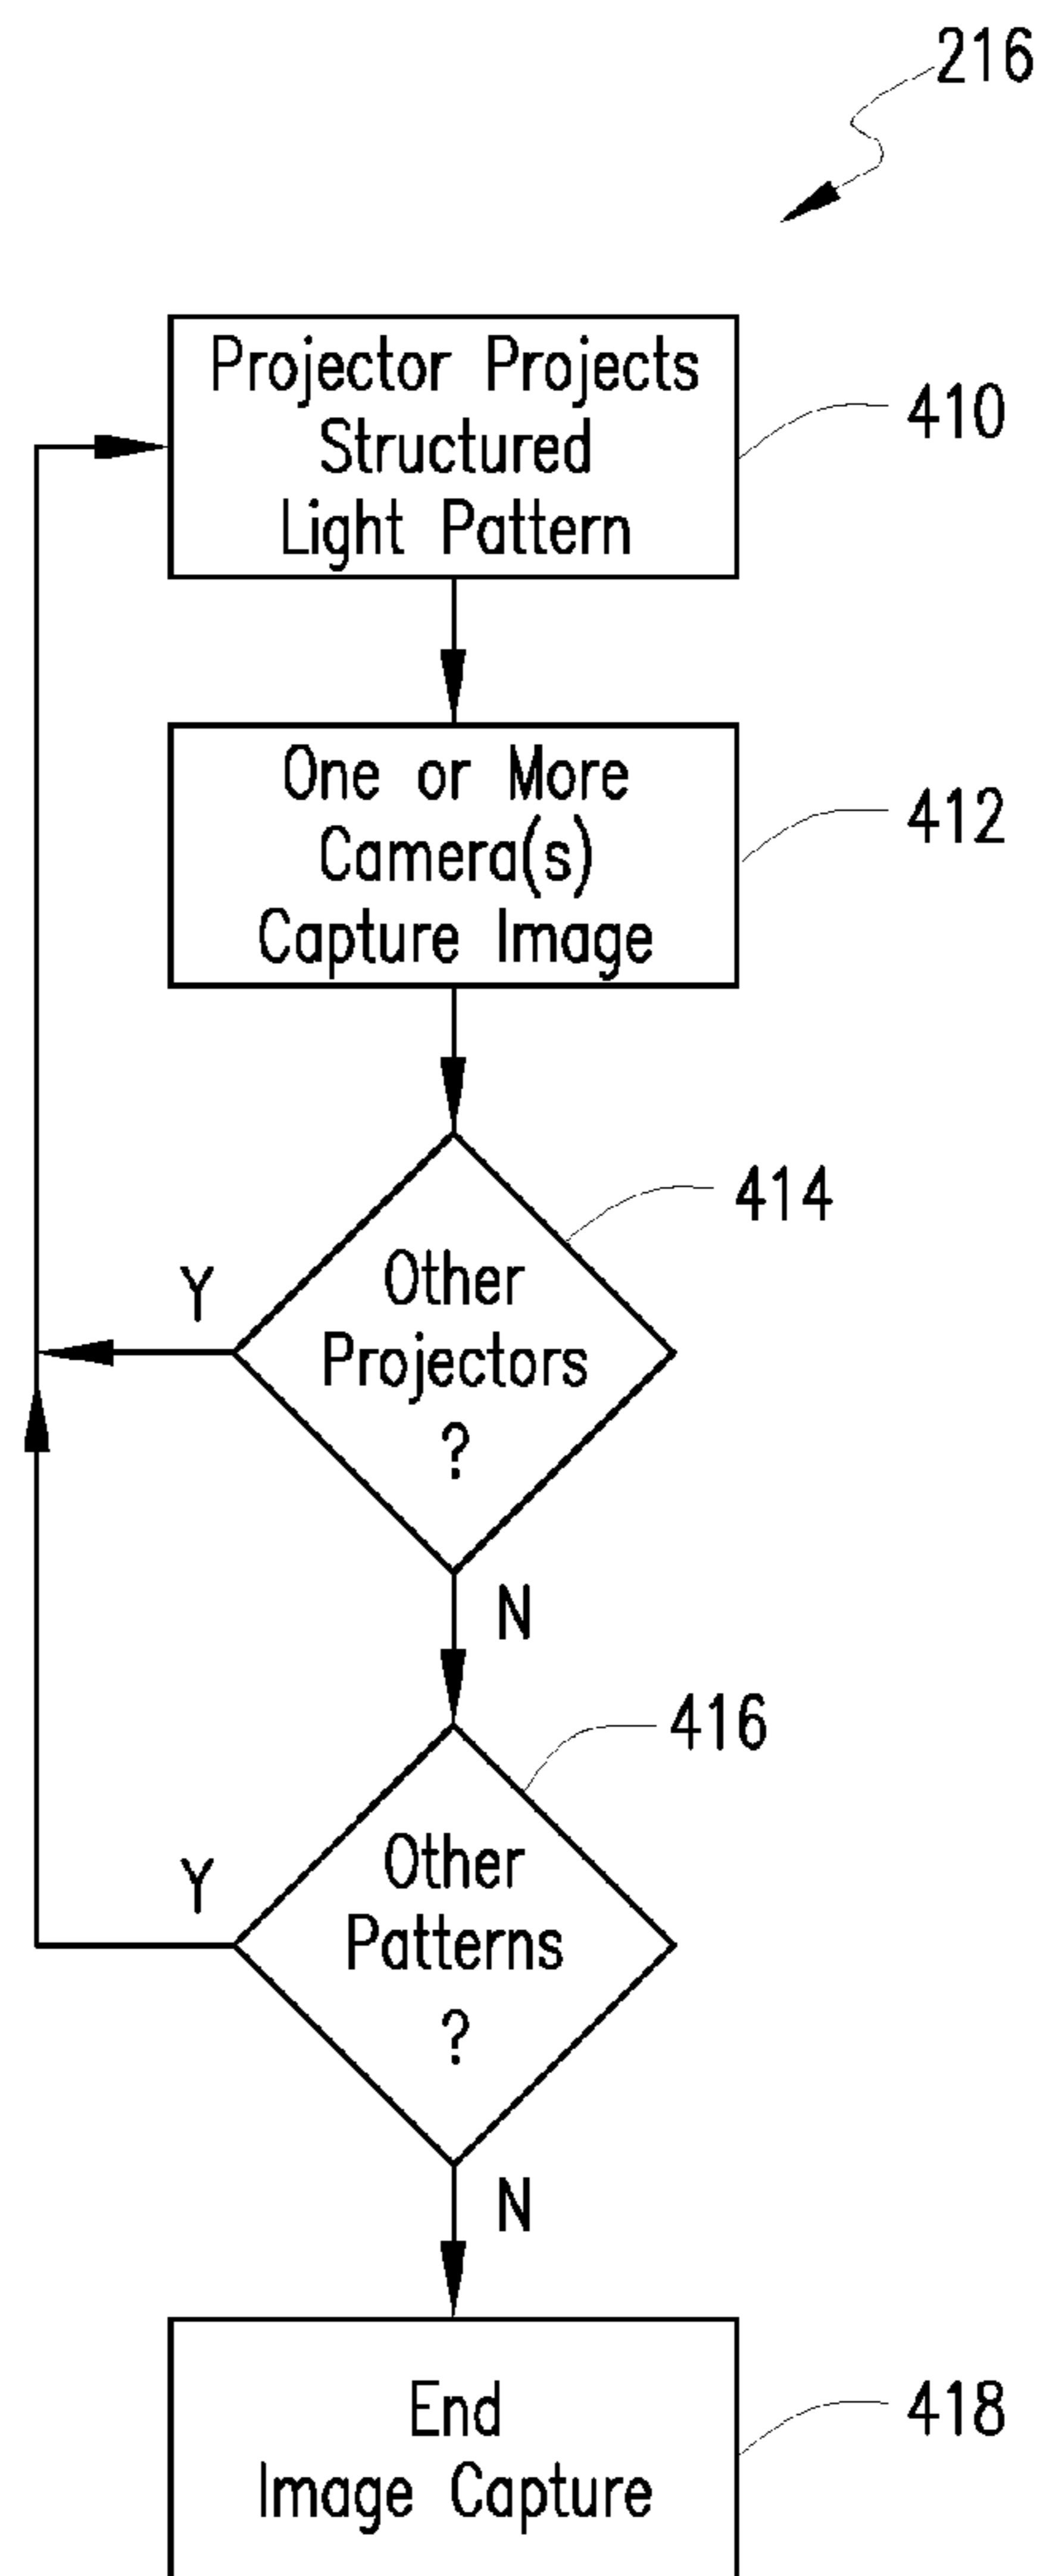 216
Projector Projects
Structured
Light Pattern
410
One or More
Camera(s)
Capture Image
412
414
Other
Projectors
?
Y
N
416
Other
Patterns
?
Y
N
End
Image Capture
418